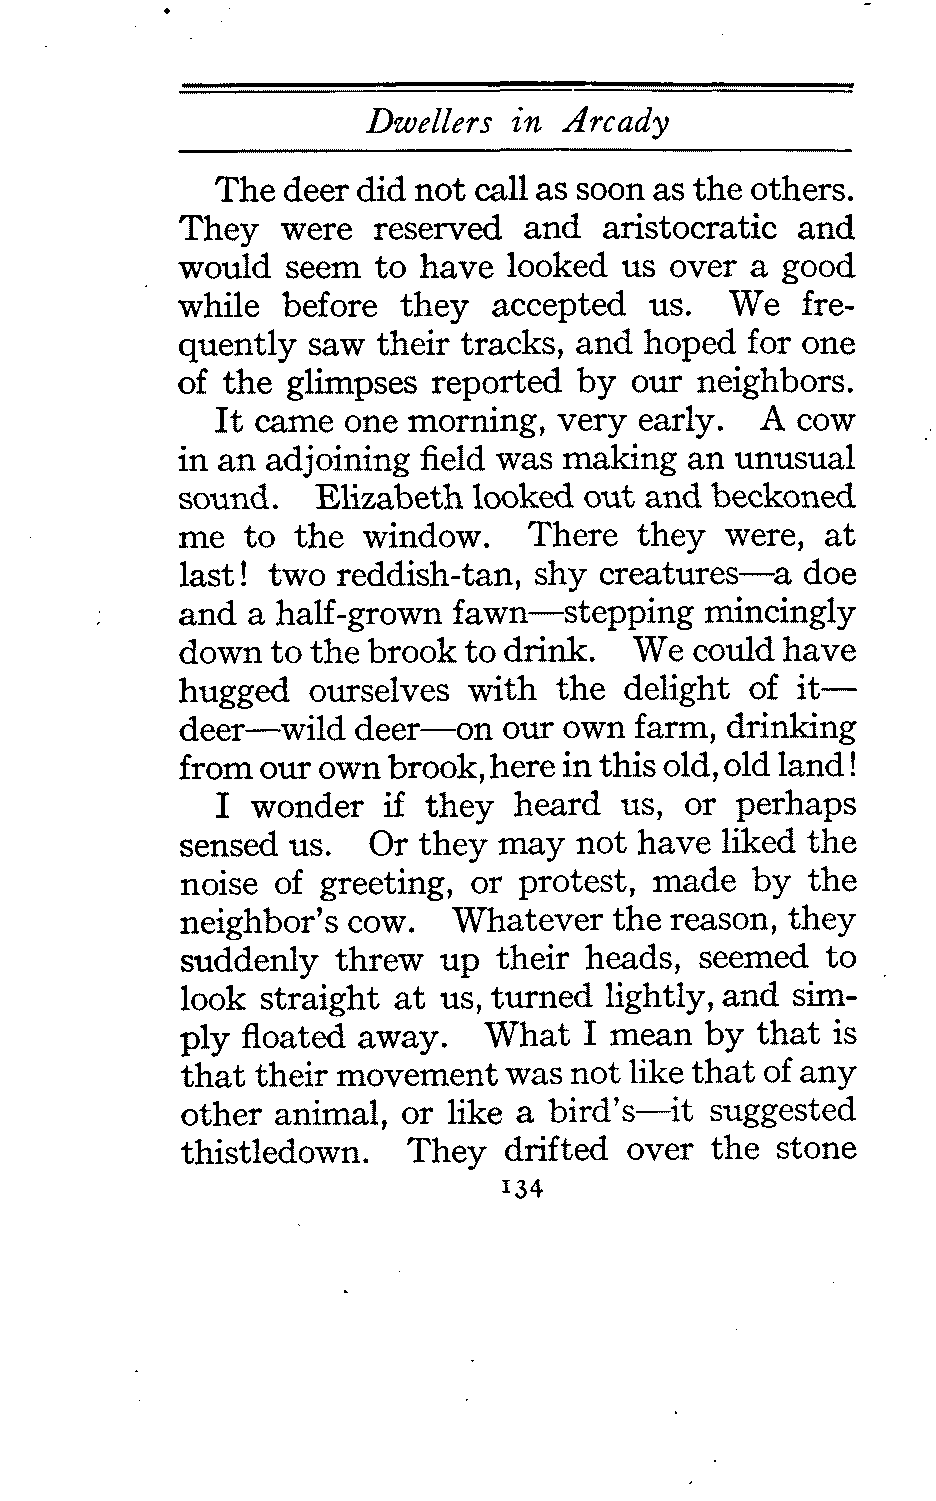 Dwellers in Arcady
The deer did not call as soon as the others.
They were reserved and aristocratic and
would seem to have looked us over a good
while before they accepted us. We fre-
quently saw their tracks, and hoped for one
of the glimpses reported by our neighbors.
It came one morning, very early. A cow
in an adjoining field was making an unusual
sound. Elizabeth looked out and beckoned
me to the window. There they were, at
last! two reddish-tan, shy creatures—a doe
and a half-grown fawn—stepping mincingly
down to the brook to drink. We could have
hugged ourselves with the delight of it—
deer—wild deer—on our own farm, drinking
from our own brook, here in this old, old land!
I wonder if they heard us, or perhaps
sensed us. Or they may not have liked the
noise of greeting, or protest, made by the
neighbor's cow. Whatever the reason, they
suddenly threw up their heads, seemed to
look straight at us, turned lightly, and sim-
ply floated away. What I mean by that is
that their movement was not like that of any
other animal, or like a bird's—it suggested
thistledown. They drifted over the stone
134